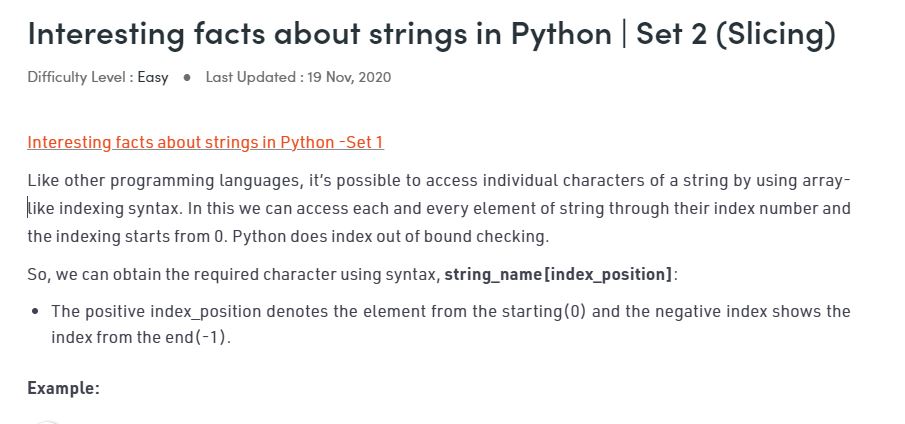 Interesting facts about strings in Python | Set 2 (Slicing)
Difficulty Level : Easy ● Last Updated : 19 Nov, 2020
Interesting facts about strings in Python -Set 1
Like other programming languages, it’s possible to access individual characters of a string by using array-
like indexing syntax. In this we can access each and every element of string through their index number and
the indexing starts from 0. Python does index out of bound checking.
So, we can obtain the required character using syntax, string_name[index_position]:
• The positive index_position denotes the element from the starting(0) and the negative index shows the
index from the end(-1).
Example: